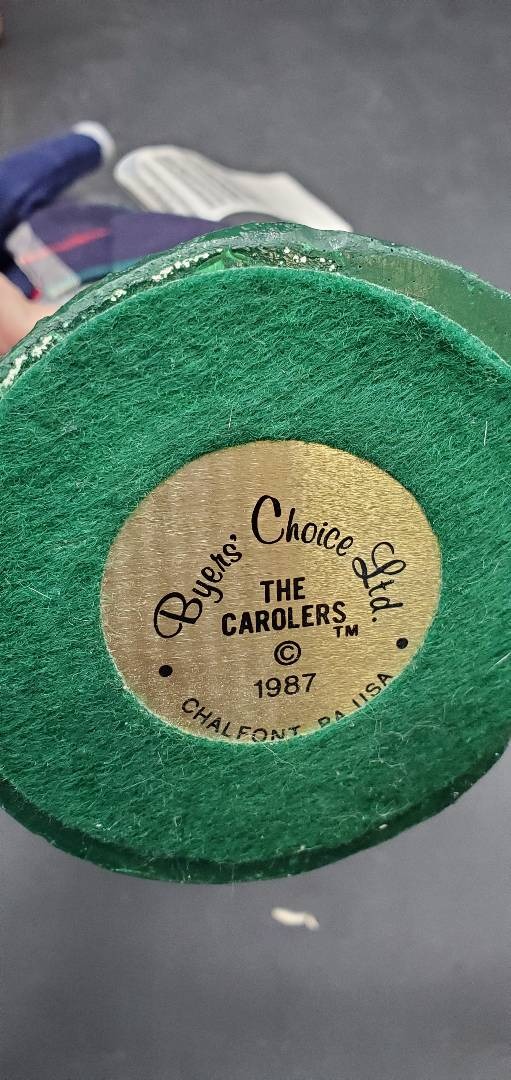 Byers' Choice Ltd.
THE
CAROLERS™
©
1987
CHALFONT, PA USA